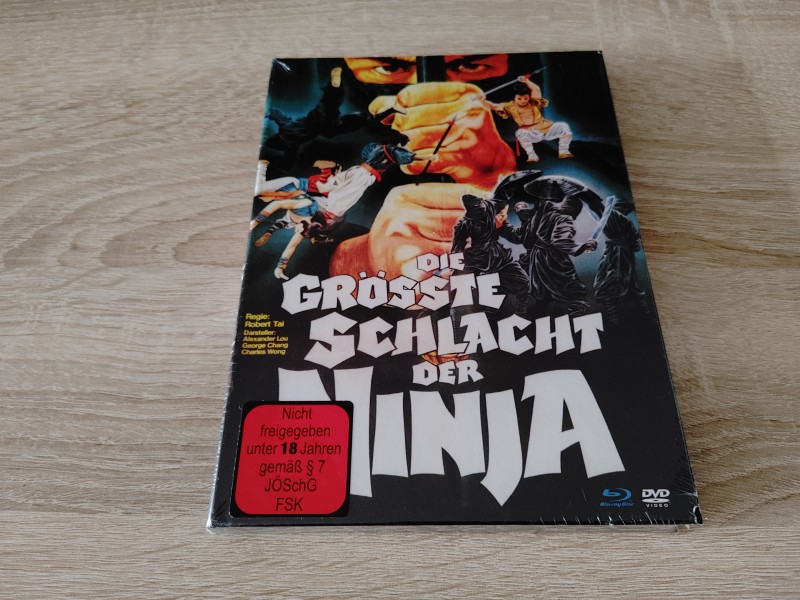 DIE
GRÖSSTE
SCHLACHT
DER
NINJA
Regie:
Robert Tai
Darsteller:
Alexander Lou
George Chang
Charles Wong
Nicht
freigegeben
unter 18 Jahren
gemäß § 7
JÖSchG
FSK
Blu-ray Disc
DVD
VIDEO